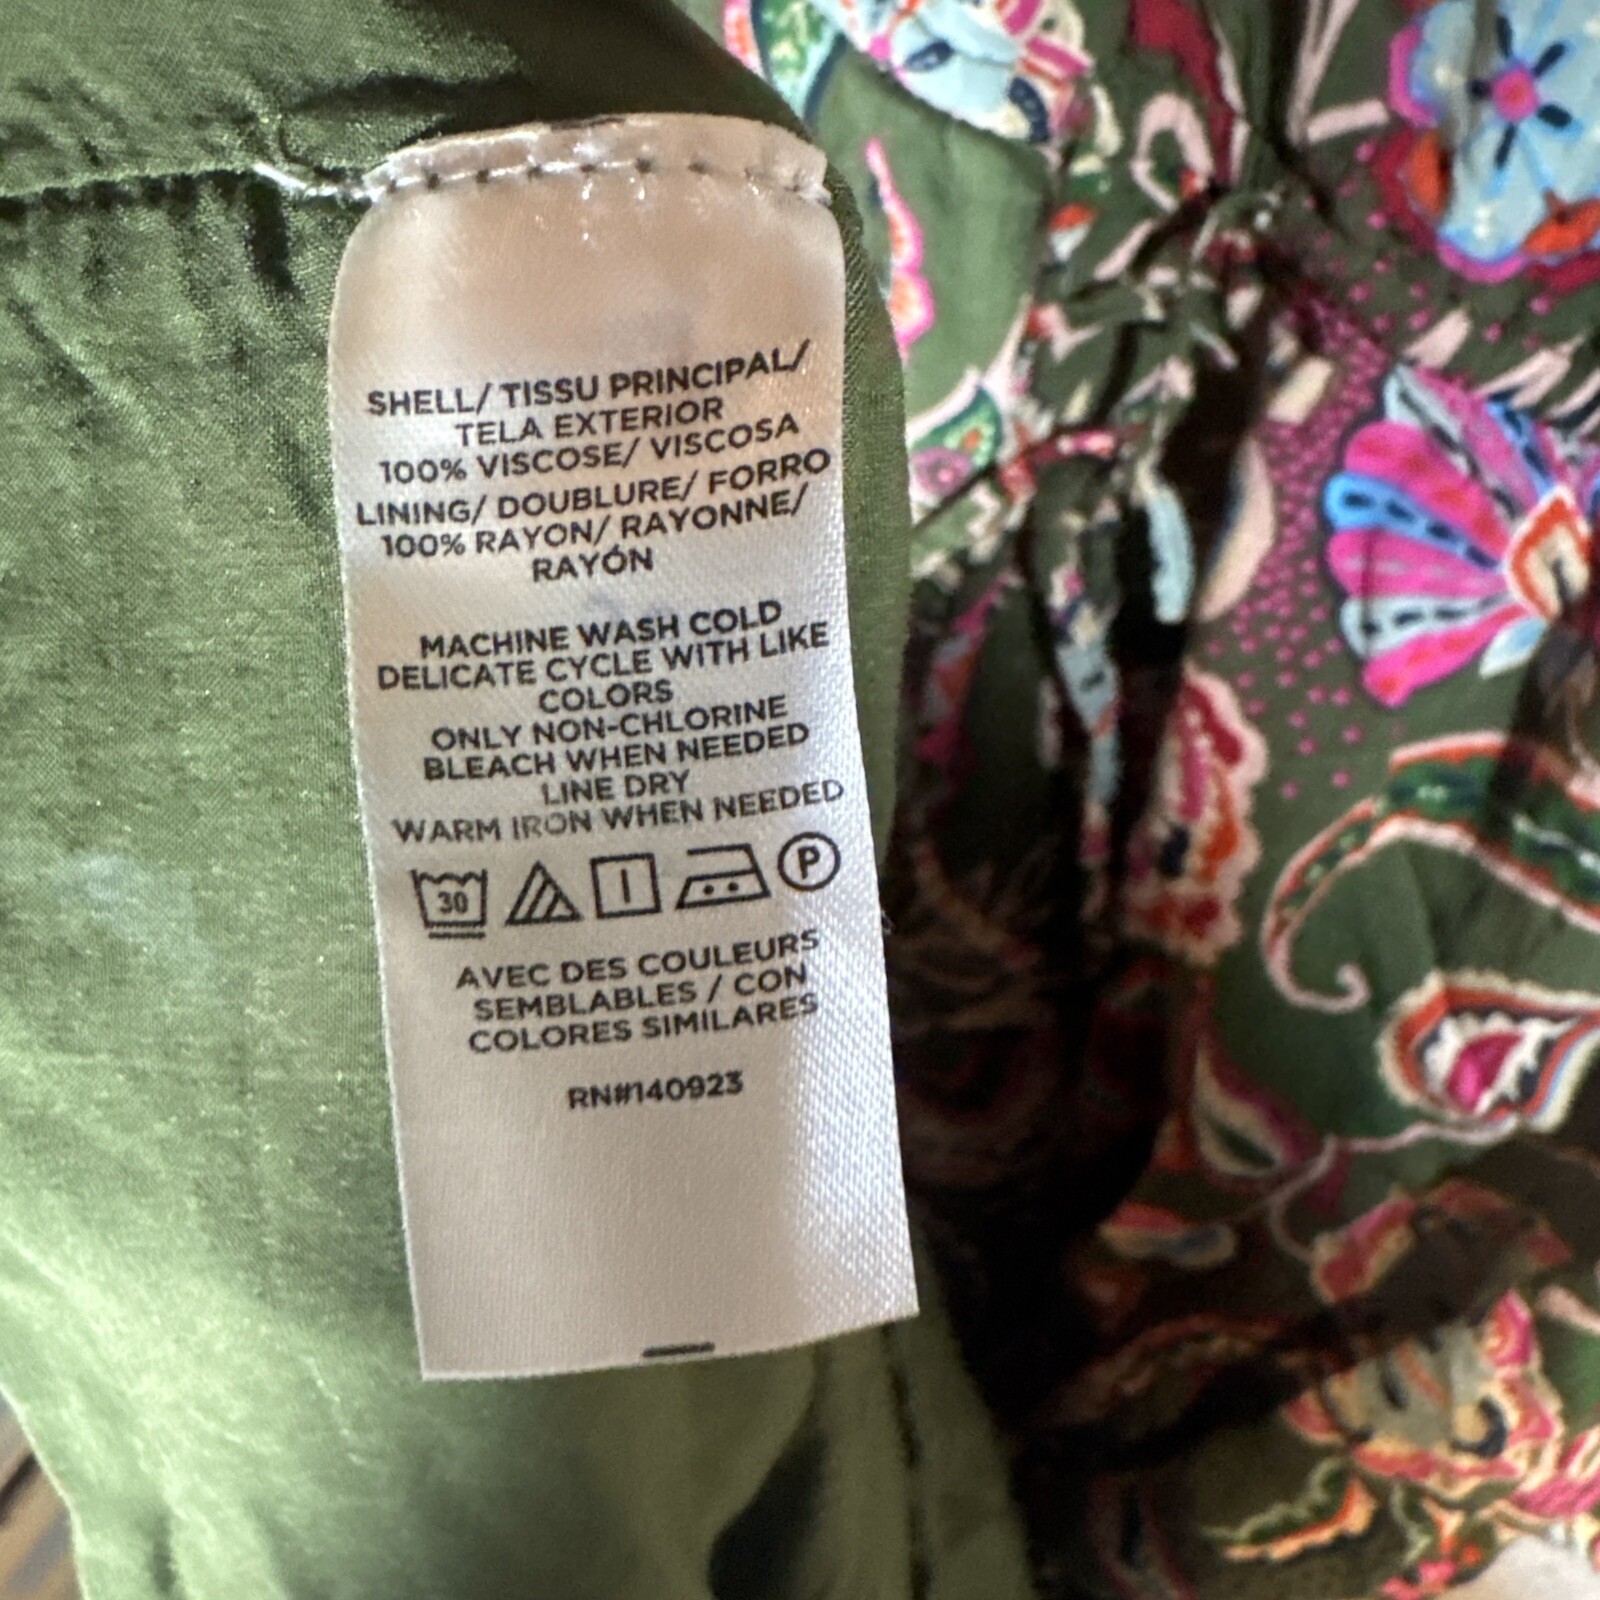 SHELL/ TISSU PRINCIPAL/
TELA EXTERIOR
100% VISCOSE/ VISCOSA
LINING/ DOUBLURE/ FORRO
100% RAYON/ RAYONNE/
RAYÓN
MACHINE WASH COLD
DELICATE CYCLE WITH LIKE
COLORS
ONLY NON-CHLORINE
BLEACH WHEN NEEDED
LINE DRY
WARM IRON WHEN NEEDED
30 P
AVEC DES COULEURS
SEMBLABLES / CON
COLORES SIMILARES
RN#140923